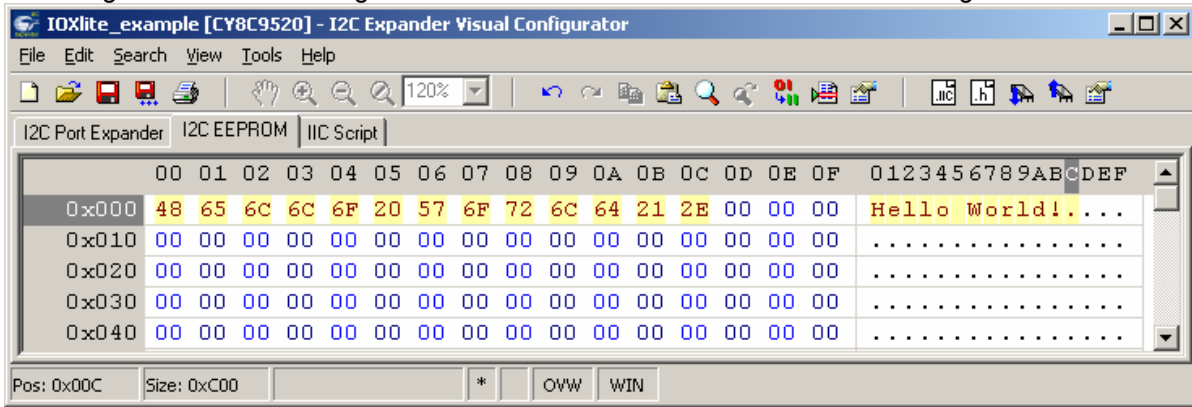 IOXlite_example [CY8C9520] - I2C Expander Visual Configurator
File Edit Search View Tools Help
120% .IIC .h
I2C Port Expander I2C EEPROM IIC Script
00 01 02 03 04 05 06 07 08 09 0A 0B 0C 0D 0E 0F 0123456789ABCDEF
0x000 48 65 6C 6C 6F 20 57 6F 72 6C 64 21 2E 00 00 00 Hello World!....
0x010 00 00 00 00 00 00 00 00 00 00 00 00 00 00 00 00 ................
0x020 00 00 00 00 00 00 00 00 00 00 00 00 00 00 00 00 ................
0x030 00 00 00 00 00 00 00 00 00 00 00 00 00 00 00 00 ................
0x040 00 00 00 00 00 00 00 00 00 00 00 00 00 00 00 00 ................
Pos: 0x00C Size: 0xC00 * OVW WIN